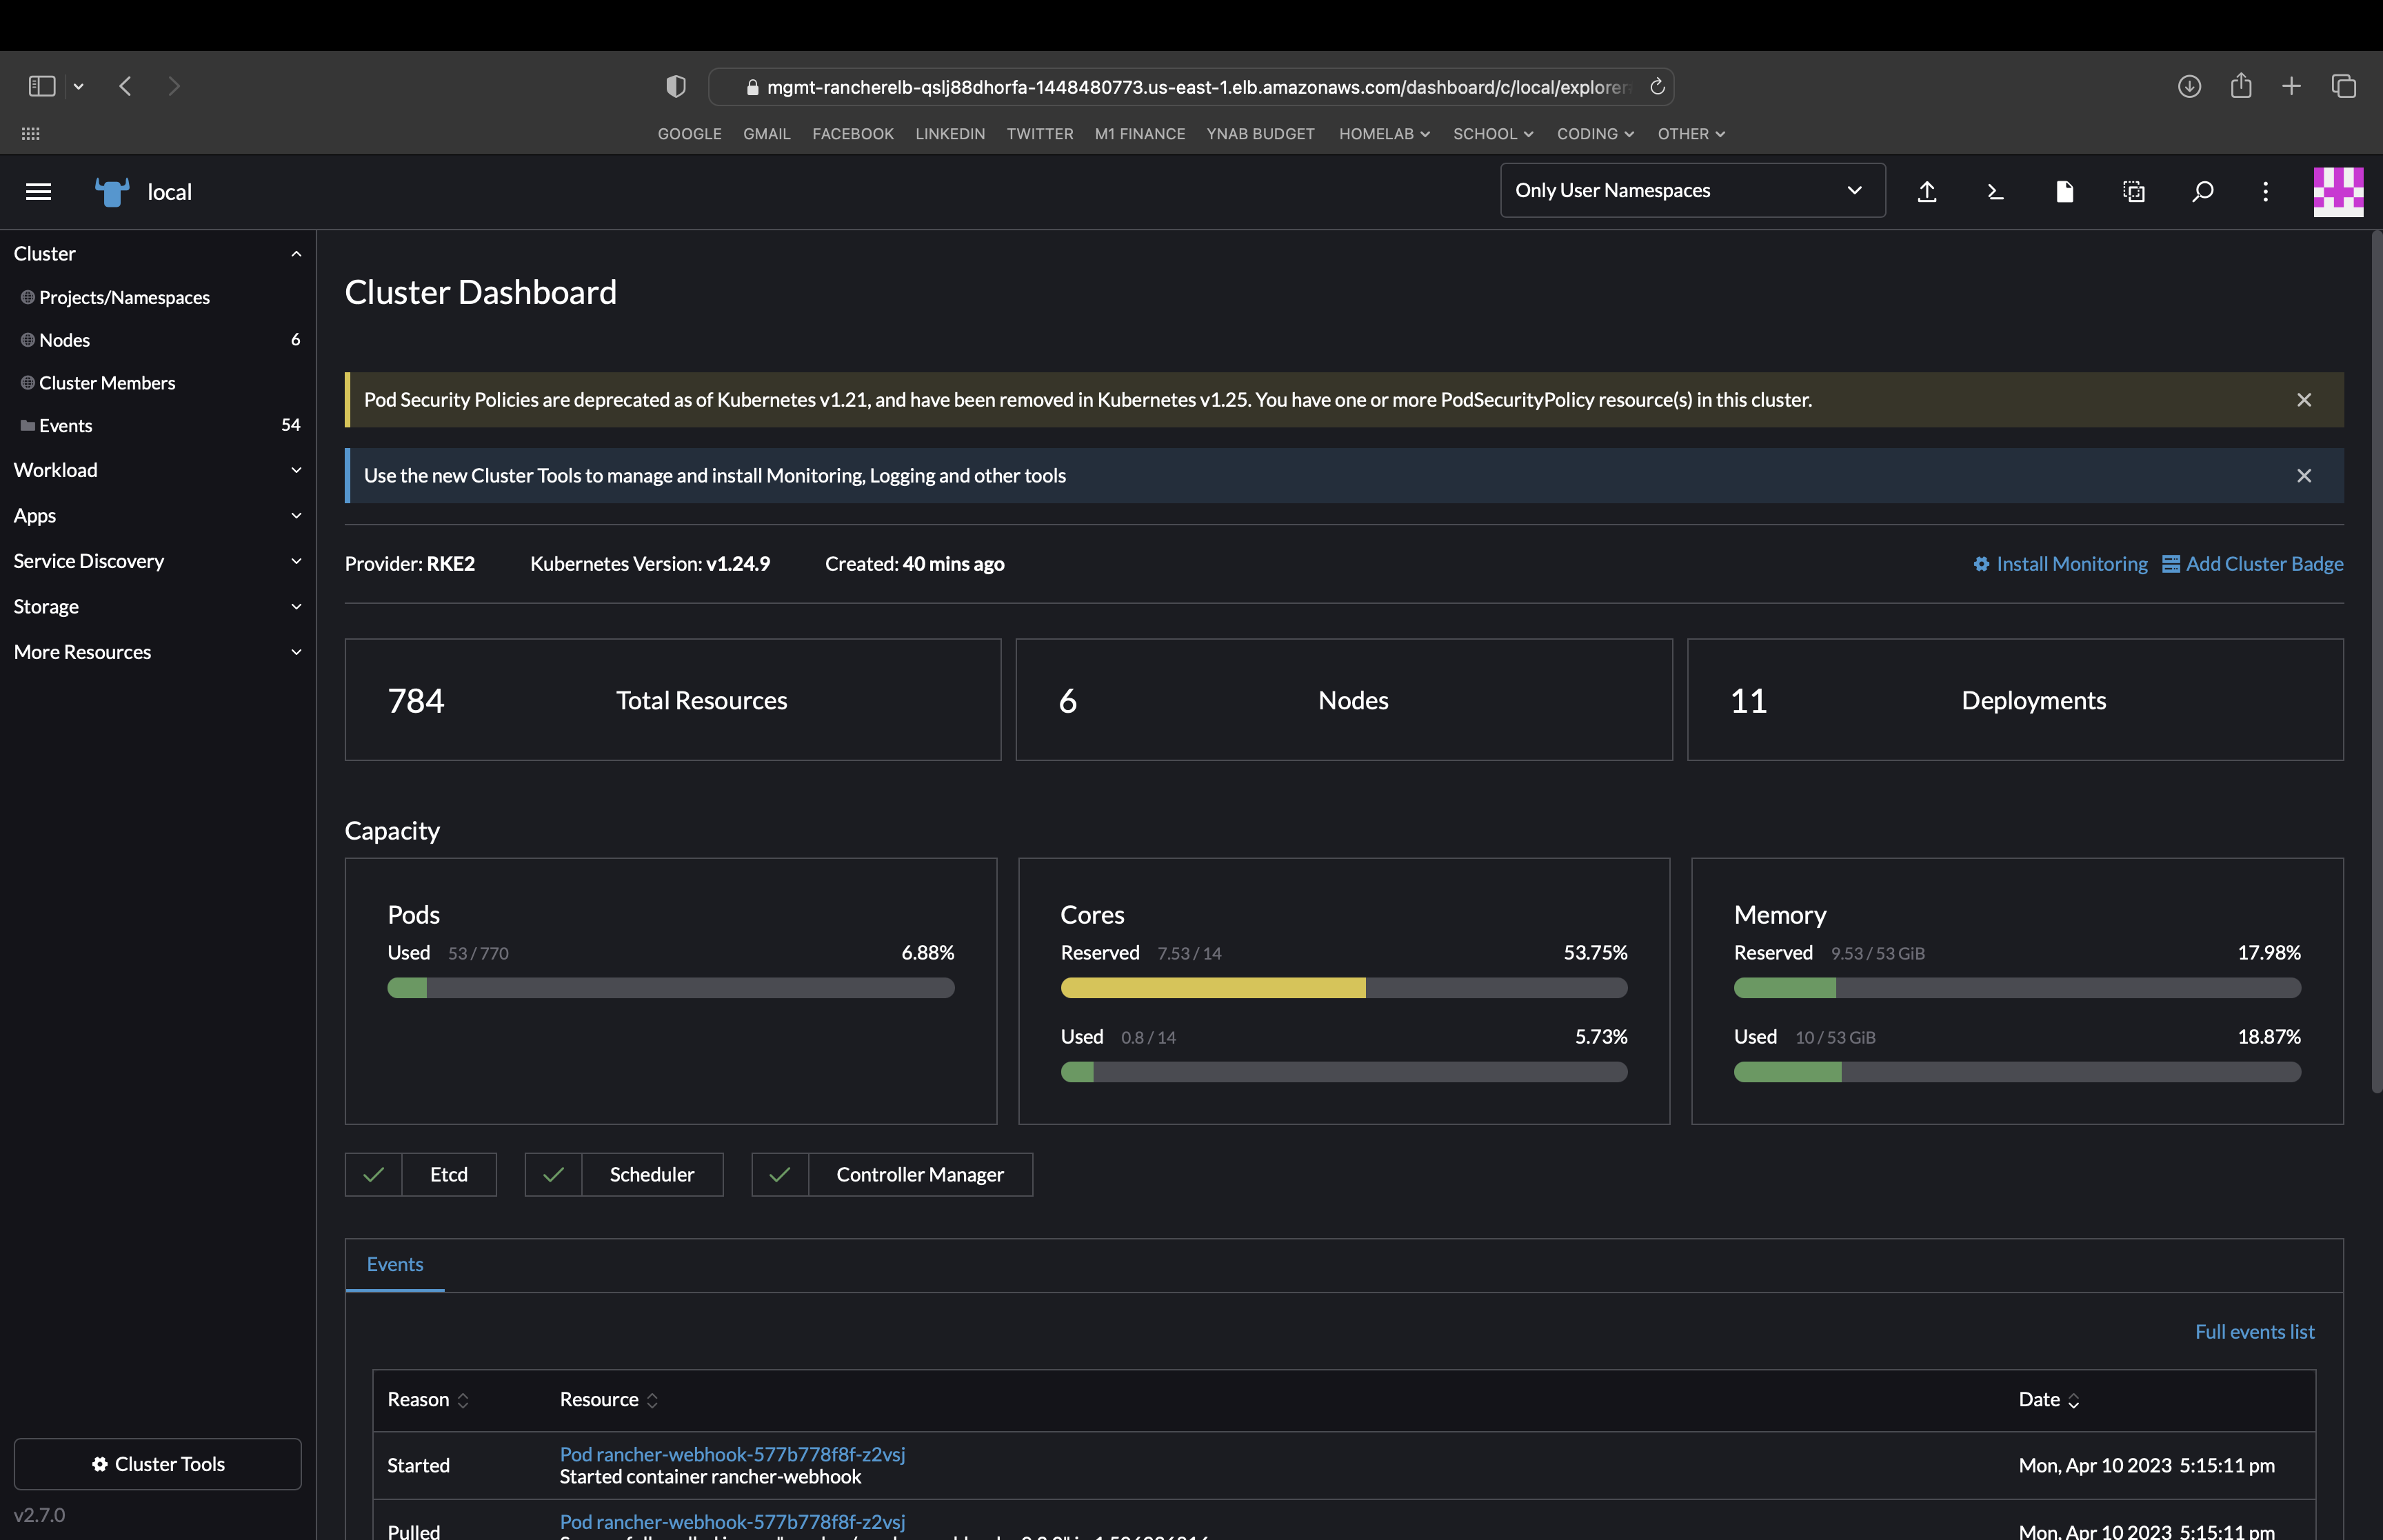 mgmt-rancherelb-qslj88dhorfa-1448480773.us-east-1.elb.amazonaws.com/dashboard/c/local/explorer
GOOGLE GMAIL FACEBOOK LINKEDIN TWITTER M1 FINANCE YNAB BUDGET HOMELAB SCHOOL CODING OTHER
local
Only User Namespaces
Cluster
Projects/Namespaces
Nodes 6
Cluster Members
Events 54
Workload
Apps
Service Discovery
Storage
More Resources
Cluster Tools
v2.7.0
Cluster Dashboard
Pod Security Policies are deprecated as of Kubernetes v1.21, and have been removed in Kubernetes v1.25. You have one or more PodSecurityPolicy resource(s) in this cluster.
Use the new Cluster Tools to manage and install Monitoring, Logging and other tools
Provider: RKE2 Kubernetes Version: v1.24.9 Created: 40 mins ago Install Monitoring Add Cluster Badge
784 Total Resources 6 Nodes 11 Deployments
Capacity
Pods
Used 53 / 770 6.88%
Cores
Reserved 7.53 / 14 53.75%
Used 0.8 / 14 5.73%
Memory
Reserved 9.53 / 53 GiB 17.98%
Used 10 / 53 GiB 18.87%
Etcd Scheduler Controller Manager
Events
Full events list
Reason Resource Date
Started Pod rancher-webhook-577b778f8f-z2vsj Mon, Apr 10 2023 5:15:11 pm
Started container rancher-webhook
Pulled Pod rancher-webhook-577b778f8f-z2vsj Mon, Apr 10 2023 5:15:11 pm